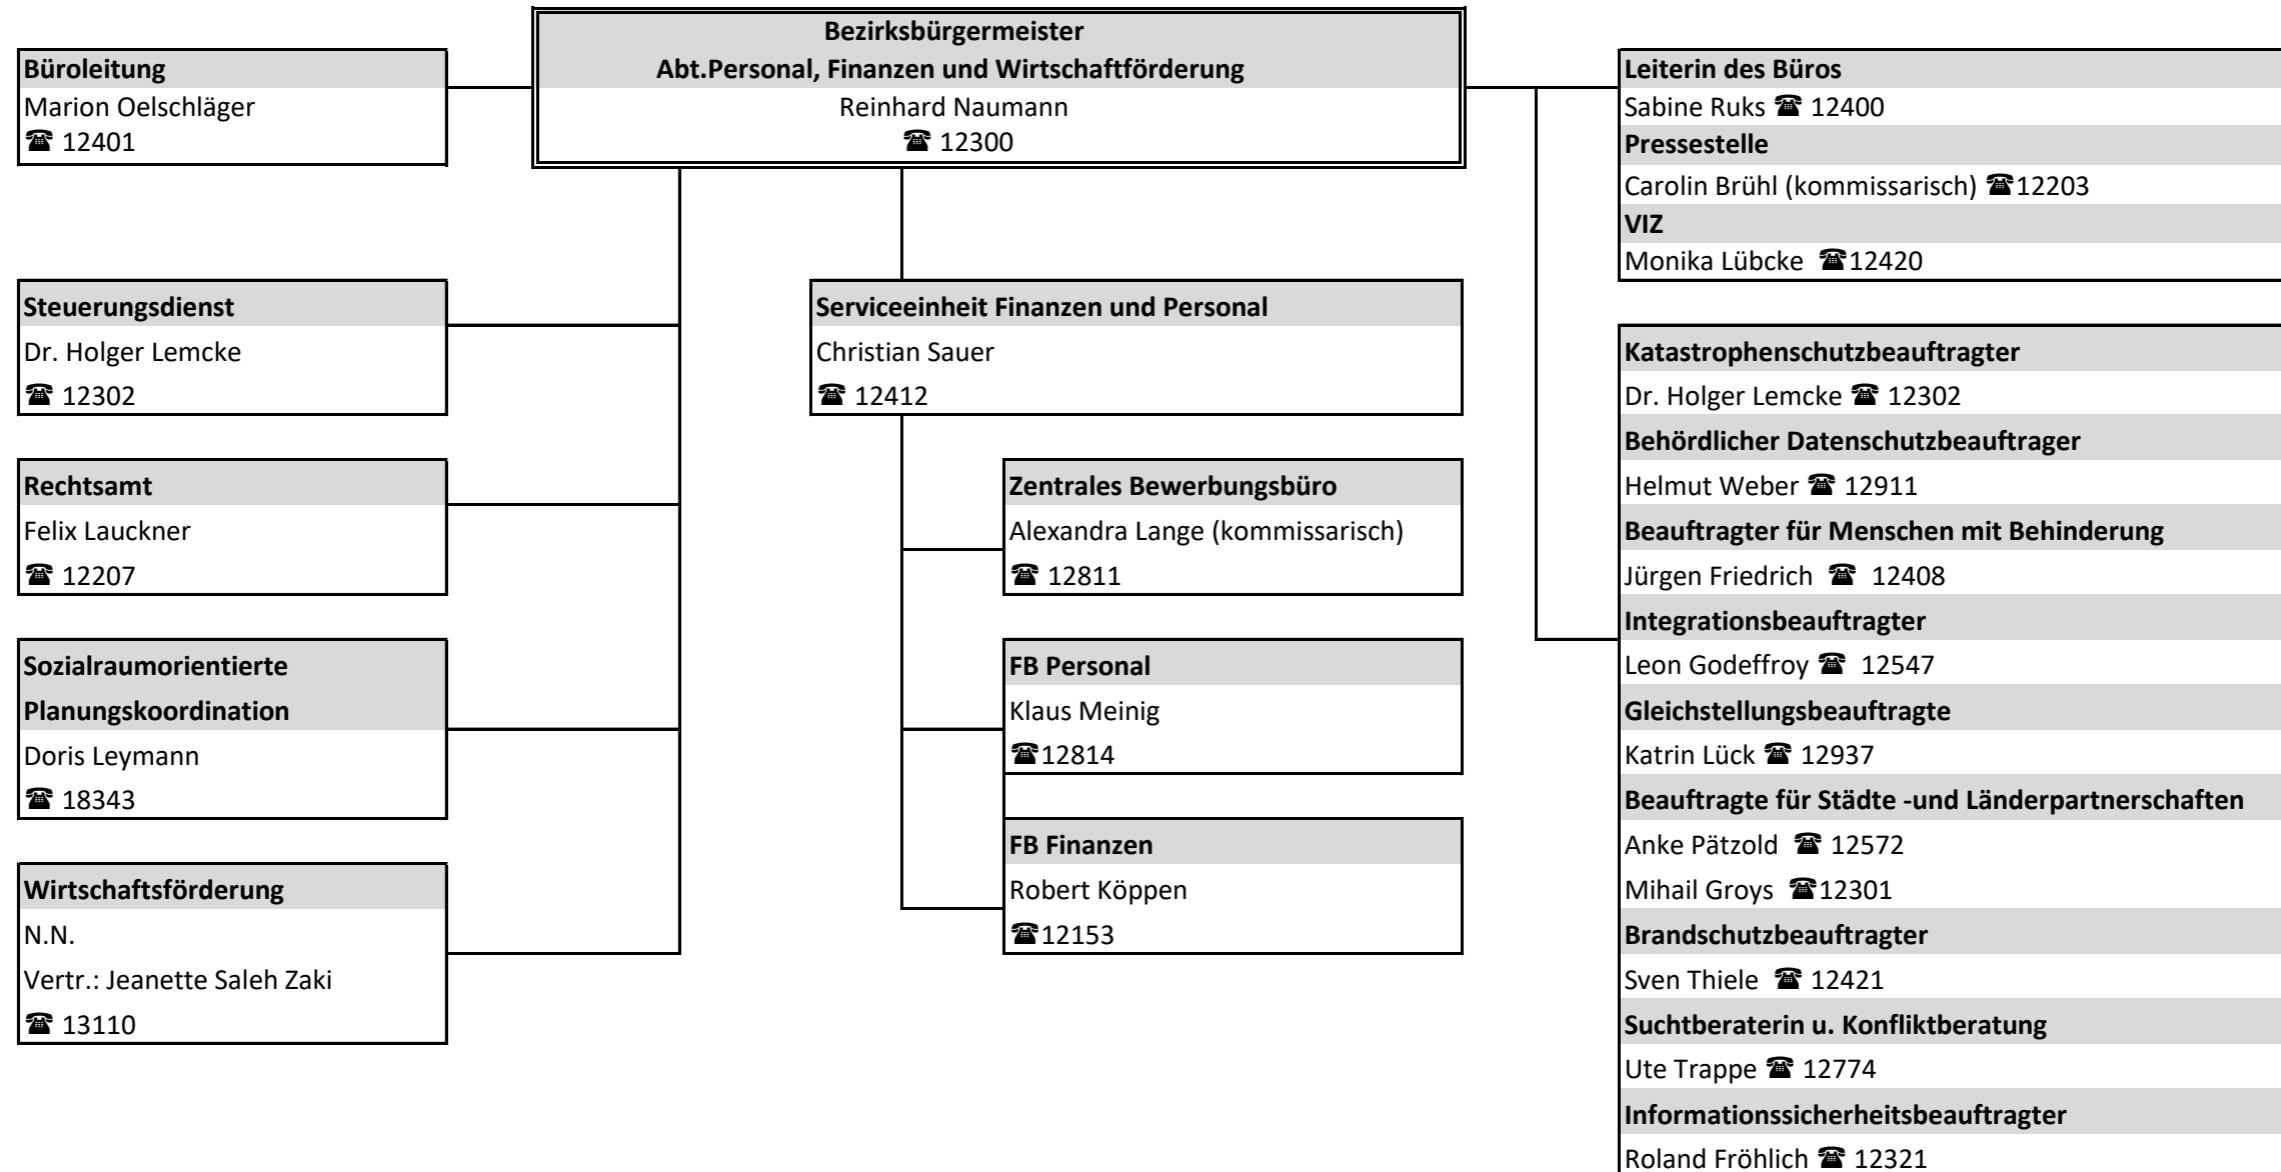 Bezirksbürgermeister
Abt.Personal, Finanzen und Wirtschaftförderung
Reinhard Naumann
☎ 12300
Büroleitung
Marion Oelschläger
☎ 12401
Leiterin des Büros
Sabine Ruks ☎ 12400
Pressestelle
Carolin Brühl (kommissarisch) ☎12203
VIZ
Monika Lübcke ☎12420
Steuerungsdienst
Dr. Holger Lemcke
☎ 12302
Rechtsamt
Felix Lauckner
☎ 12207
Sozialraumorientierte
Planungskoordination
Doris Leymann
☎ 18343
Wirtschaftsförderung
N.N.
Vertr.: Jeanette Saleh Zaki
☎ 13110
Serviceeinheit Finanzen und Personal
Christian Sauer
☎ 12412
Zentrales Bewerbungsbüro
Alexandra Lange (kommissarisch)
☎ 12811
FB Personal
Klaus Meinig
☎12814
FB Finanzen
Robert Köppen
☎12153
Katastrophenschutzbeauftragter
Dr. Holger Lemcke ☎ 12302
Behördlicher Datenschutzbeauftrager
Helmut Weber ☎ 12911
Beauftragter für Menschen mit Behinderung
Jürgen Friedrich ☎ 12408
Integrationsbeauftragter
Leon Godeffroy ☎ 12547
Gleichstellungsbeauftragte
Katrin Lück ☎ 12937
Beauftragte für Städte -und Länderpartnerschaften
Anke Pätzold ☎ 12572
Mihail Groys ☎12301
Brandschutzbeauftragter
Sven Thiele ☎ 12421
Suchtberaterin u. Konfliktberatung
Ute Trappe ☎ 12774
Informationssicherheitsbeauftragter
Roland Fröhlich ☎ 12321